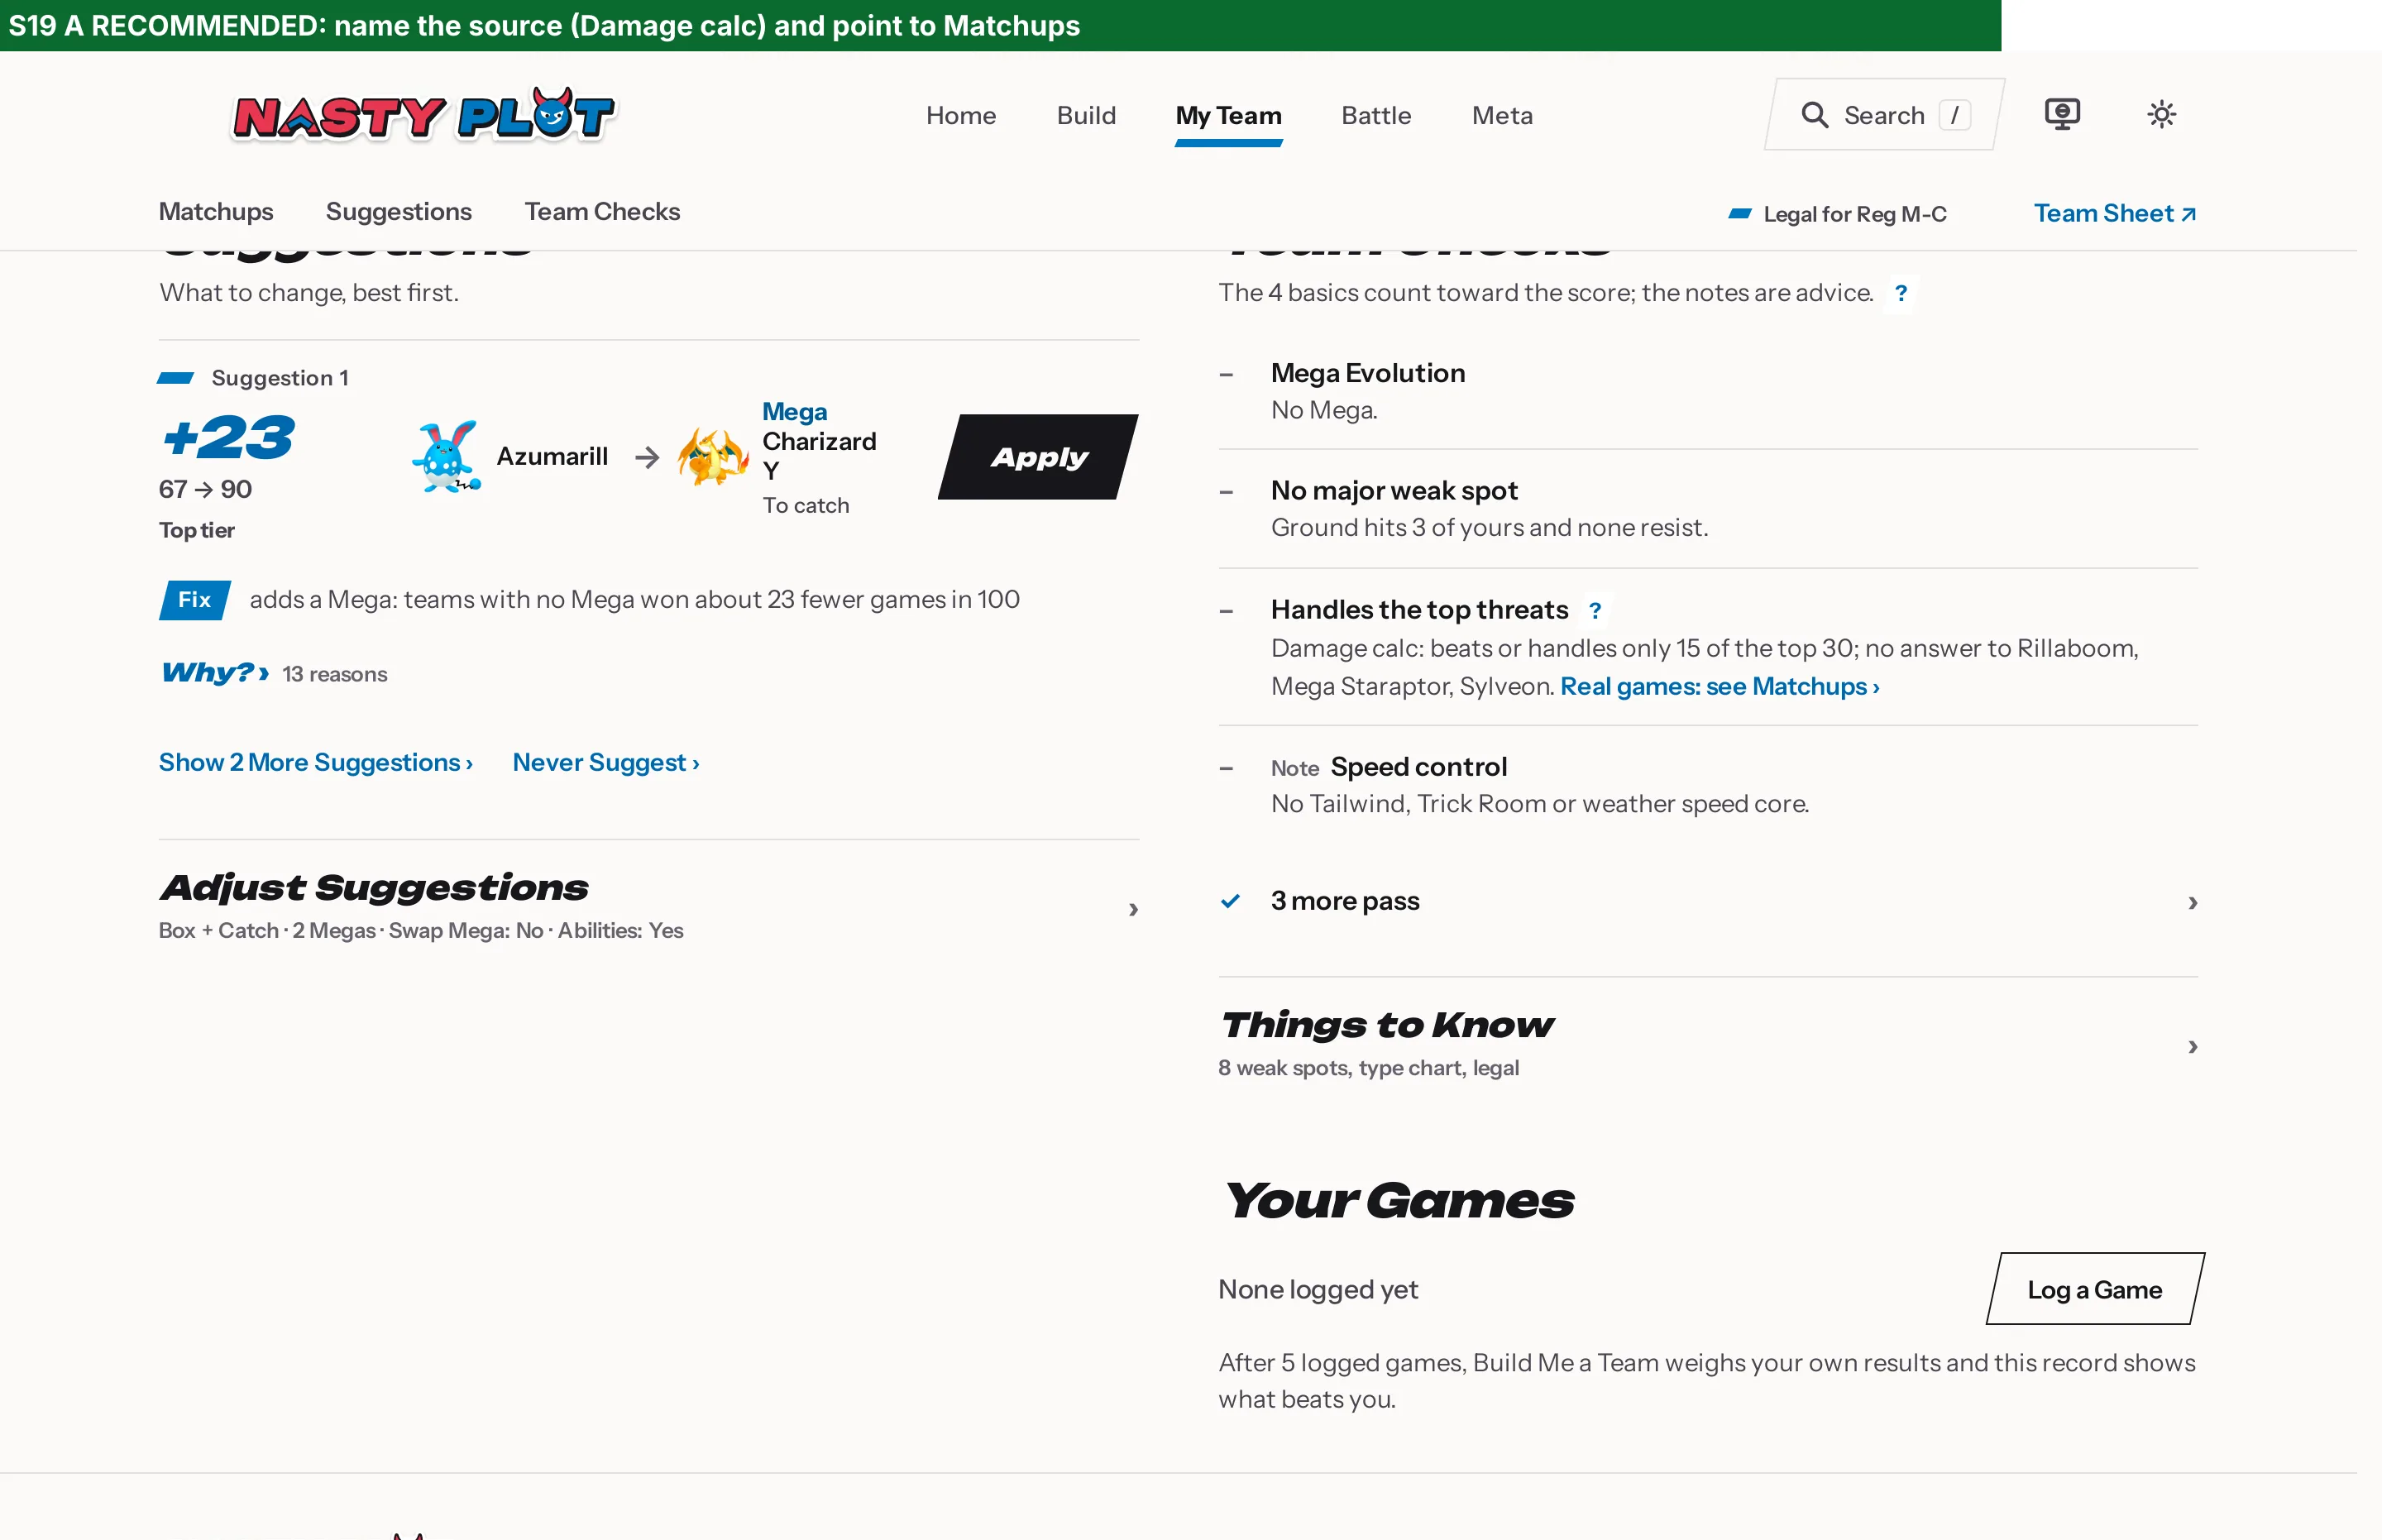 S19 A RECOMMENDED: name the source (Damage calc) and point to Matchups
NASTY PLOT
Home
Build
My Team
Battle
Meta
Search /
Matchups
Suggestions
Team Checks
Legal for Reg M-C
Team Sheet ↗
Suggestions
What to change, best first.
Suggestion 1
+23
67 → 90
Top tier
Azumarill
→
Mega
Charizard
Y
To catch
Apply
Fix adds a Mega: teams with no Mega won about 23 fewer games in 100
Why? › 13 reasons
Show 2 More Suggestions ›
Never Suggest ›
Adjust Suggestions
Box + Catch · 2 Megas · Swap Mega: No · Abilities: Yes
›
Team Checks
The 4 basics count toward the score; the notes are advice. ?
– Mega Evolution
No Mega.
– No major weak spot
Ground hits 3 of yours and none resist.
– Handles the top threats ?
Damage calc: beats or handles only 15 of the top 30; no answer to Rillaboom,
Mega Staraptor, Sylveon. Real games: see Matchups ›
– Note Speed control
No Tailwind, Trick Room or weather speed core.
✓ 3 more pass ›
Things to Know
8 weak spots, type chart, legal
›
Your Games
None logged yet
Log a Game
After 5 logged games, Build Me a Team weighs your own results and this record shows
what beats you.